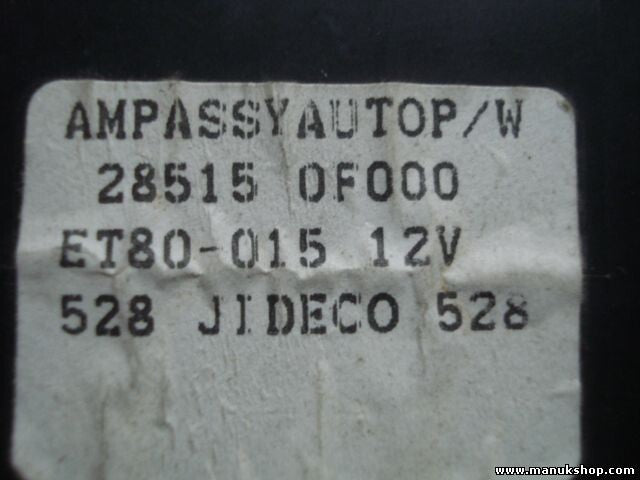 AMPASSYAUTOP/W
28515 0F000
ET80-015 12V
528 JIDECO 528
www.manukshop.com